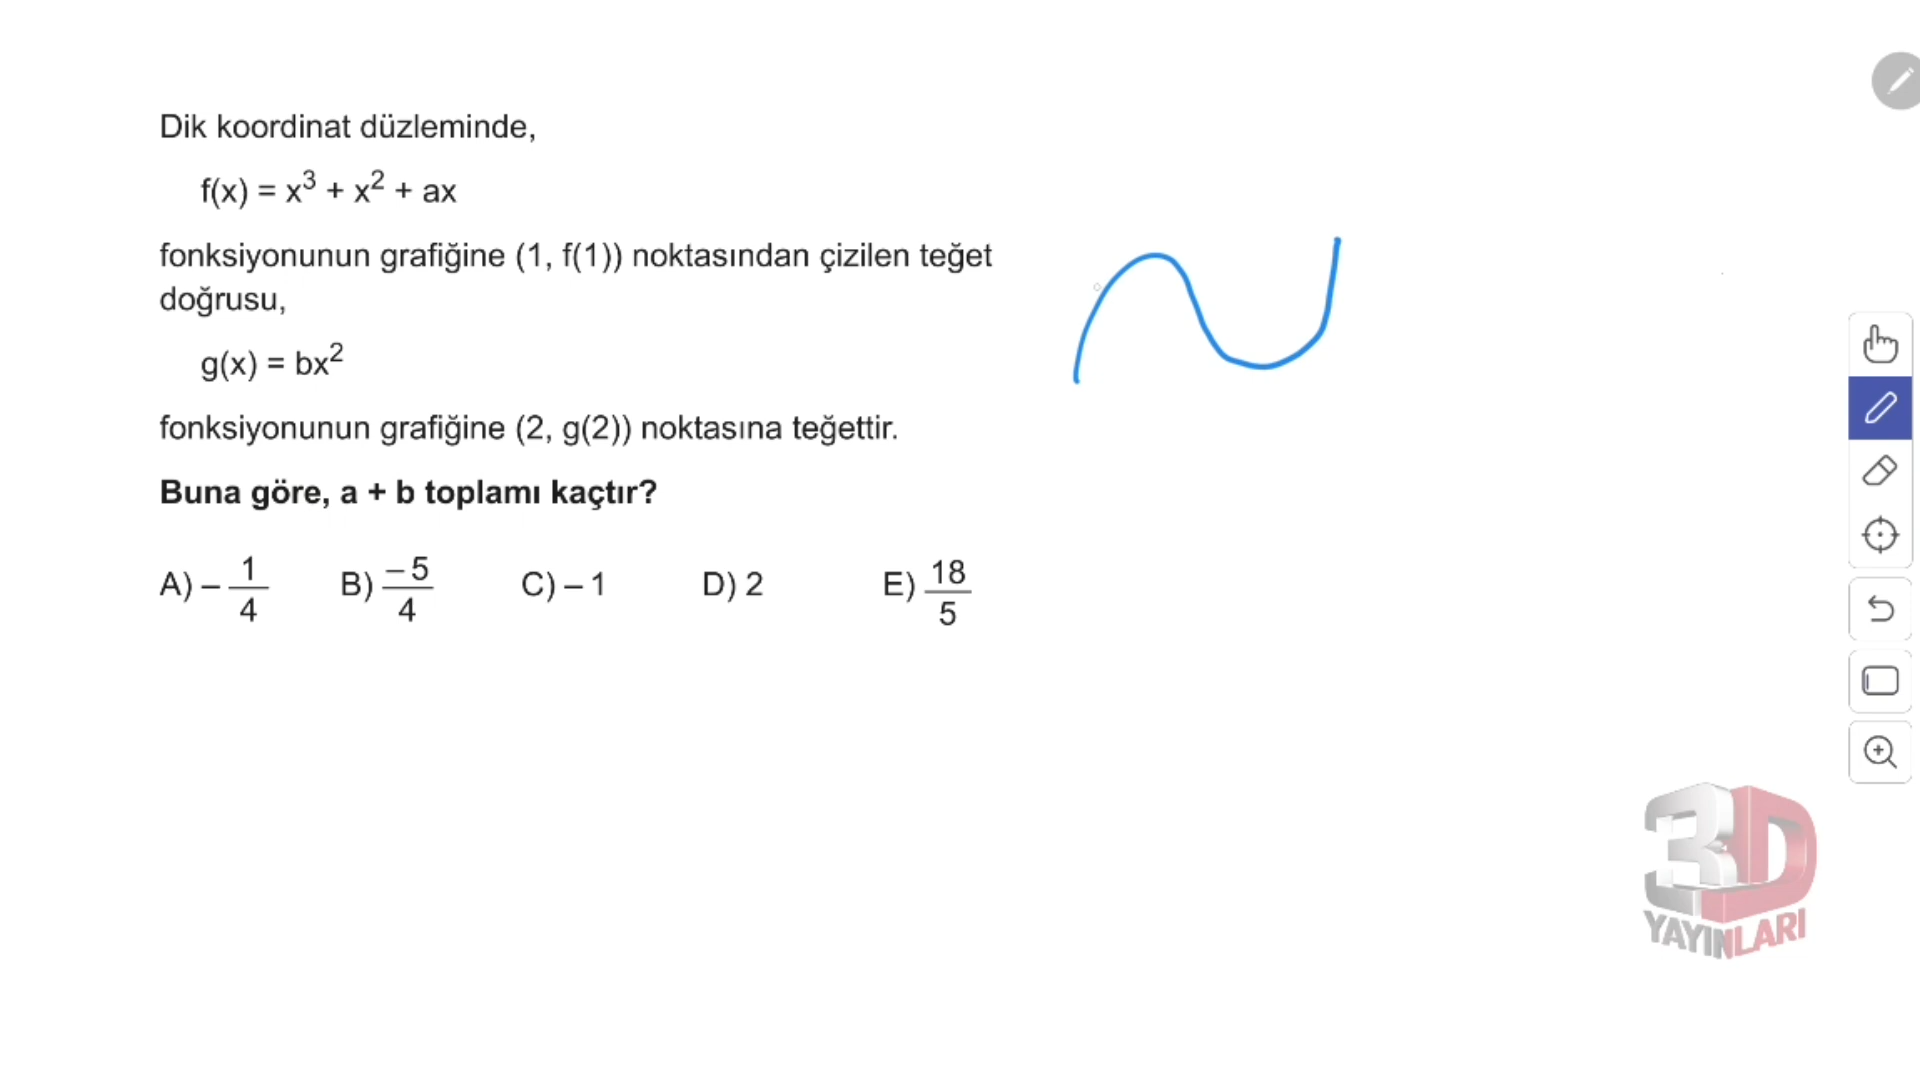 Dik koordinat düzleminde,
f(x) = x³ + x² + ax
fonksiyonunun grafiğine (1, f(1)) noktasından çizilen teğet
doğrusu,
g(x) = bx²
fonksiyonunun grafiğine (2, g(2)) noktasına teğettir.
Buna göre, a + b toplamı kaçtır?
A) – 1/4 B) –5/4 C) – 1 D) 2 E) 18/5
3D
YAYINLARI